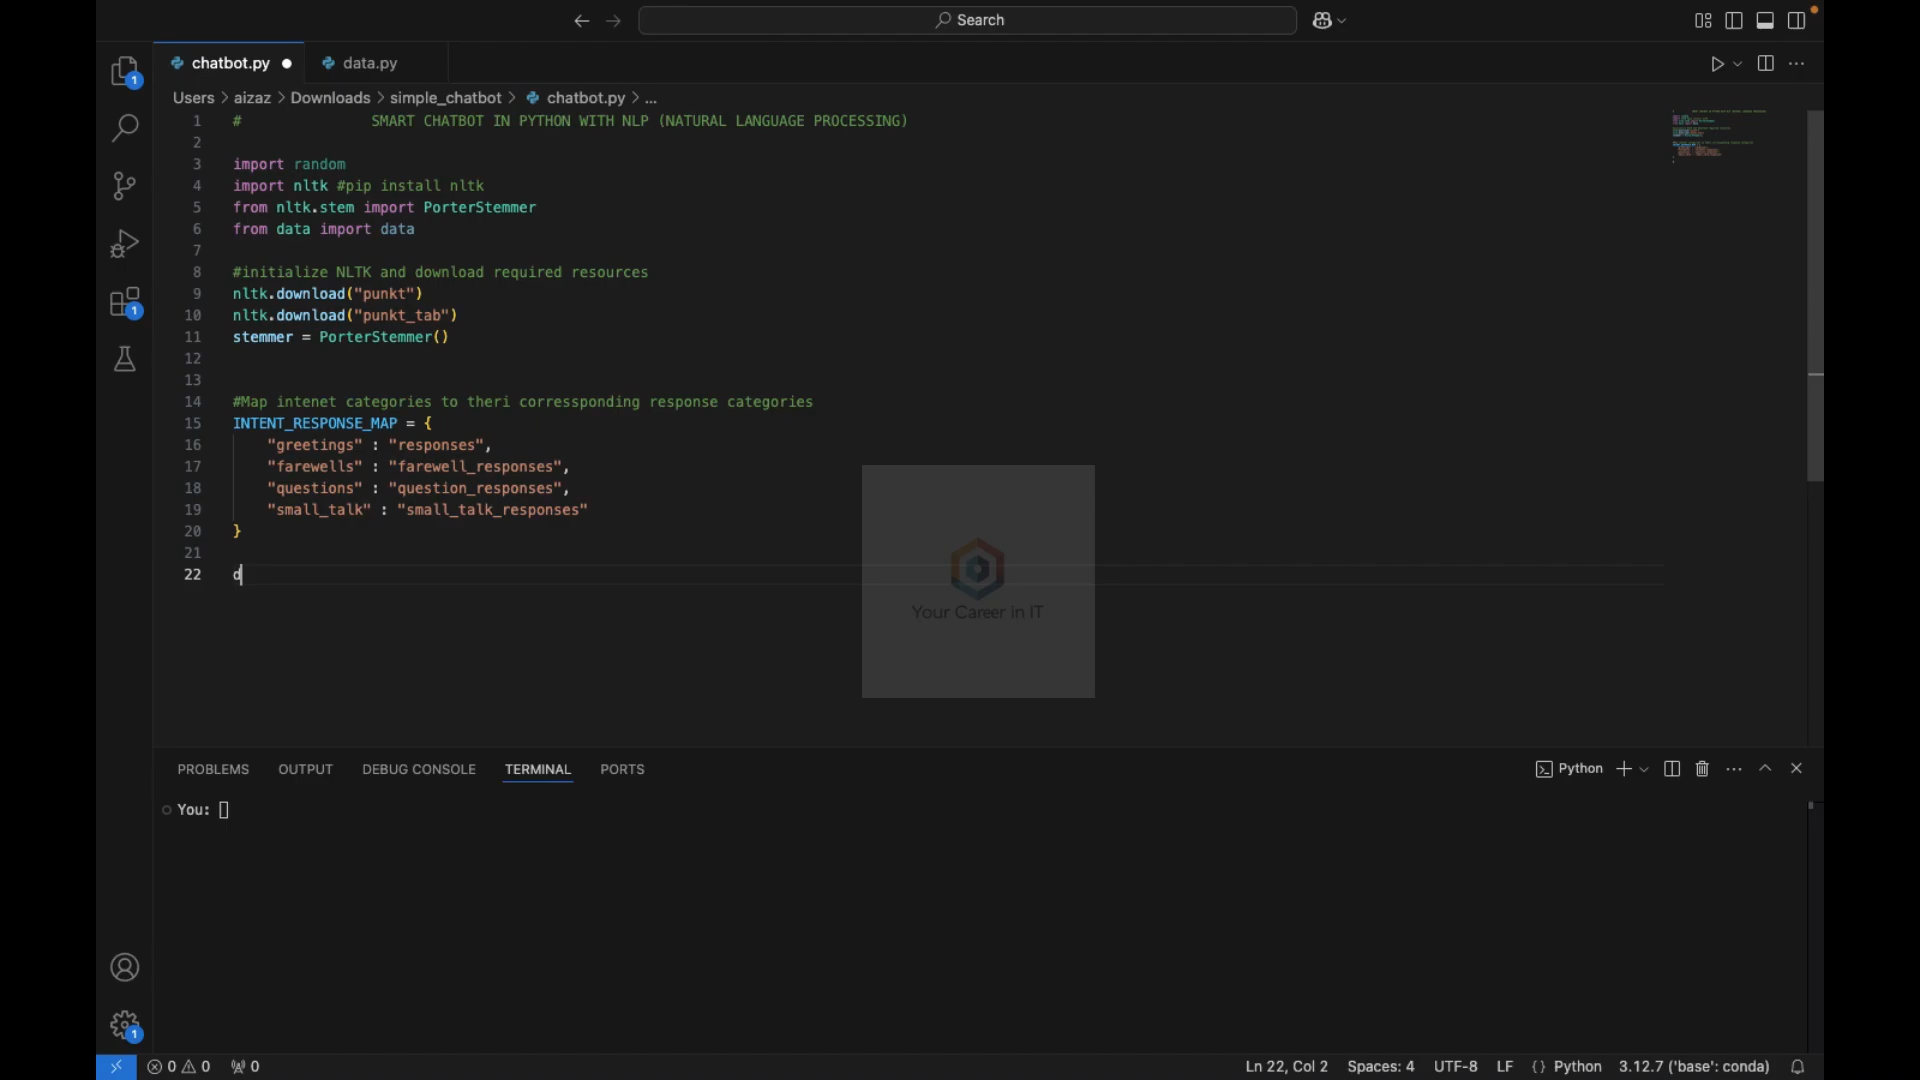 Search
chatbot.py
data.py
Users > aizaz > Downloads > simple_chatbot > chatbot.py > ...
1 # SMART CHATBOT IN PYTHON WITH NLP (NATURAL LANGUAGE PROCESSING)
2
3 import random
4 import nltk #pip install nltk
5 from nltk.stem import PorterStemmer
6 from data import data
7
8 #initialize NLTK and download required resources
9 nltk.download("punkt")
10 nltk.download("punkt_tab")
11 stemmer = PorterStemmer()
12
13
14 #Map intenet categories to theri corressponding response categories
15 INTENT_RESPONSE_MAP = {
16 "greetings" : "responses",
17 "farewells" : "farewell_responses",
18 "questions" : "question_responses",
19 "small_talk" : "small_talk_responses"
20 }
21
22 d
Your Career in IT
PROBLEMS OUTPUT DEBUG CONSOLE TERMINAL PORTS
Python
You:
1
1
1
0 0 0
Ln 22, Col 2 Spaces: 4 UTF-8 LF {} Python 3.12.7 ('base': conda)